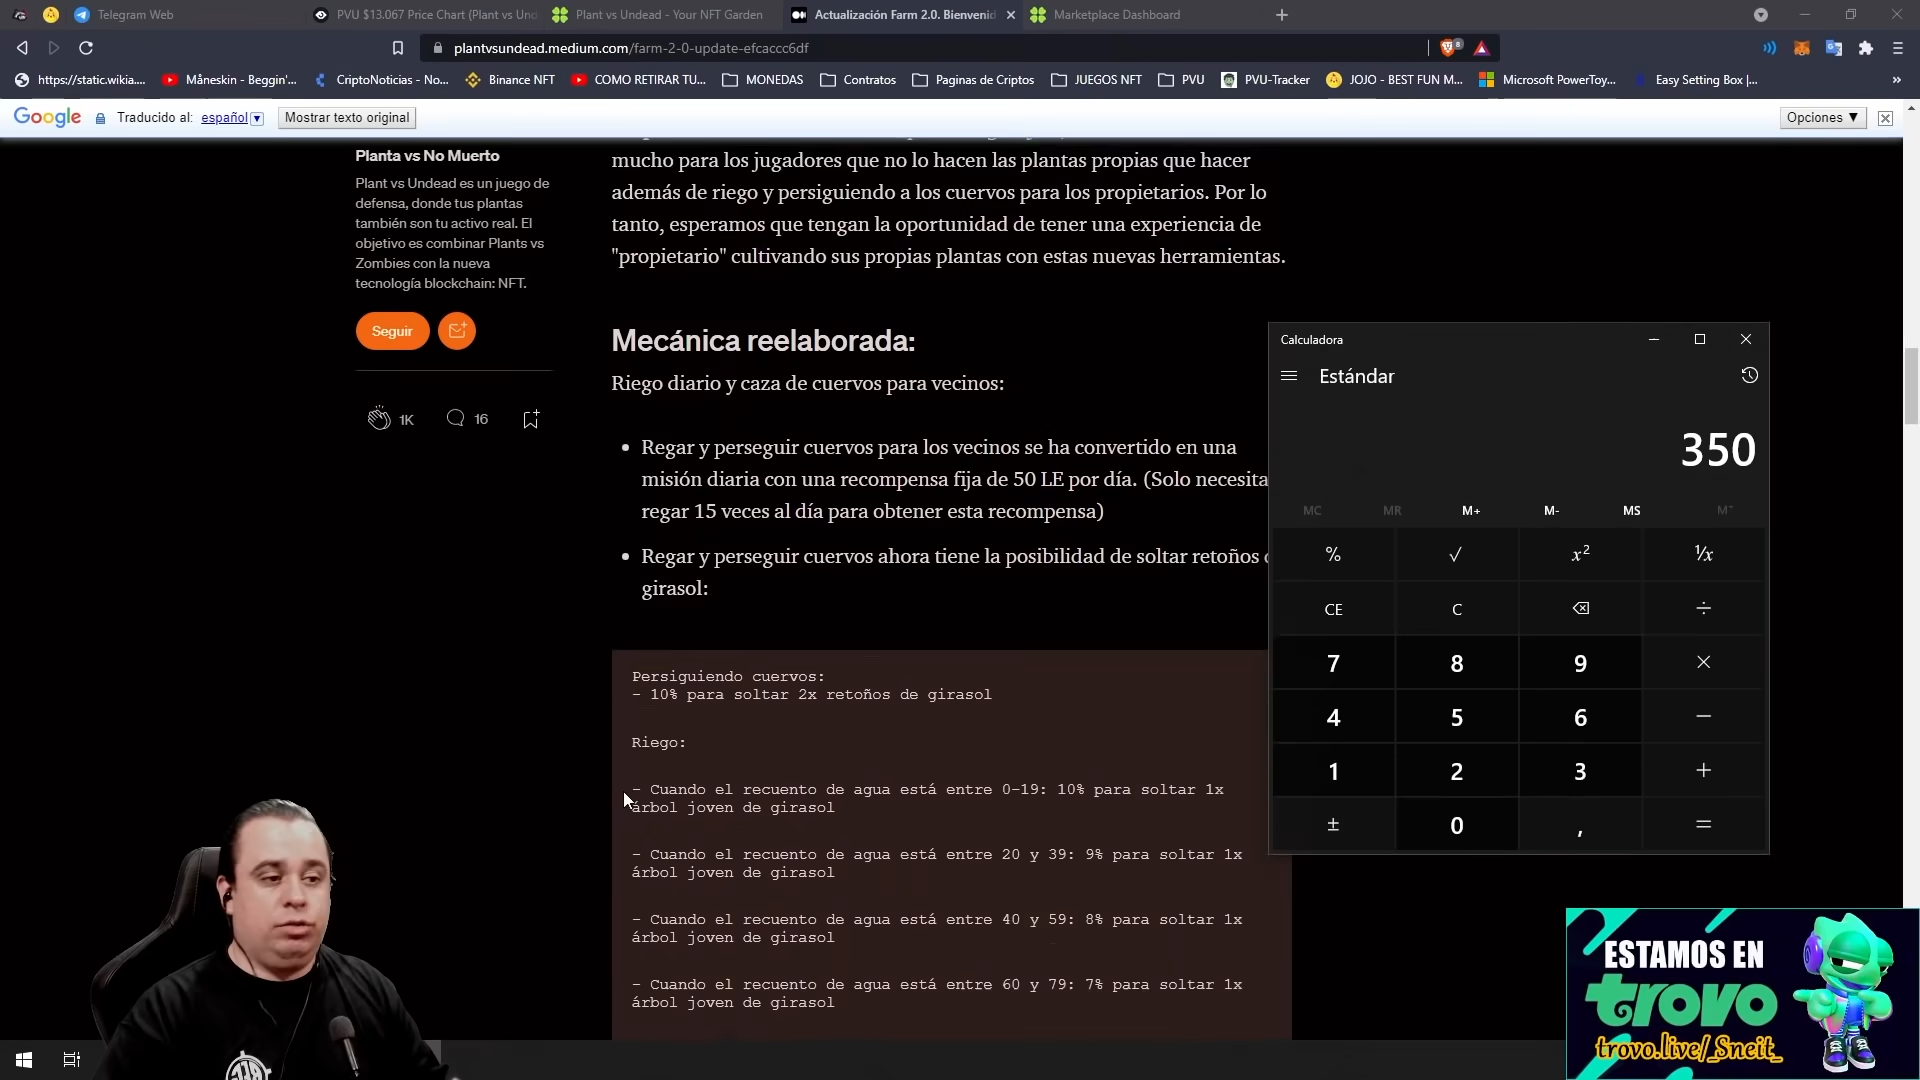 Telegram Web
PVU $13.067 Price Chart (Plant vs Und
Plant vs Undead - Your NFT Garden
Actualización Farm 2.0. Bienvenid
Marketplace Dashboard
plantvsundead.medium.com/farm-2-0-update-efcaccc6df
8
https://static.wikia....
Måneskin - Beggin'...
CriptoNoticias - No...
Binance NFT
COMO RETIRAR TU...
MONEDAS
Contratos
Paginas de Criptos
JUEGOS NFT
PVU
PVU-Tracker
JOJO - BEST FUN M...
Microsoft PowerToy...
Easy Setting Box |...
»
Google
Traducido al: español
Mostrar texto original
Opciones ▼
Planta vs No Muerto
Plant vs Undead es un juego de
defensa, donde tus plantas
también son tu activo real. El
objetivo es combinar Plants vs
Zombies con la nueva
tecnología blockchain: NFT.
Seguir
1K
16
mucho para los jugadores que no lo hacen las plantas propias que hacer
además de riego y persiguiendo a los cuervos para los propietarios. Por lo
tanto, esperamos que tengan la oportunidad de tener una experiencia de
"propietario" cultivando sus propias plantas con estas nuevas herramientas.
Mecánica reelaborada:
Riego diario y caza de cuervos para vecinos:
• Regar y perseguir cuervos para los vecinos se ha convertido en una
misión diaria con una recompensa fija de 50 LE por día. (Solo necesita
regar 15 veces al día para obtener esta recompensa)
• Regar y perseguir cuervos ahora tiene la posibilidad de soltar retoños
girasol:
Persiguiendo cuervos:
- 10% para soltar 2x retoños de girasol
Riego:
- Cuando el recuento de agua está entre 0-19: 10% para soltar 1x
árbol joven de girasol
- Cuando el recuento de agua está entre 20 y 39: 9% para soltar 1x
árbol joven de girasol
- Cuando el recuento de agua está entre 40 y 59: 8% para soltar 1x
árbol joven de girasol
- Cuando el recuento de agua está entre 60 y 79: 7% para soltar 1x
árbol joven de girasol
Calculadora
Estándar
350
MC MR M+ M- MS M˅
% √ x² ⅟x
CE C ⌫ ÷
7 8 9 ×
4 5 6 −
1 2 3 +
± 0 , =
ESTAMOS EN
trovo
trovo.live/_Sneit_